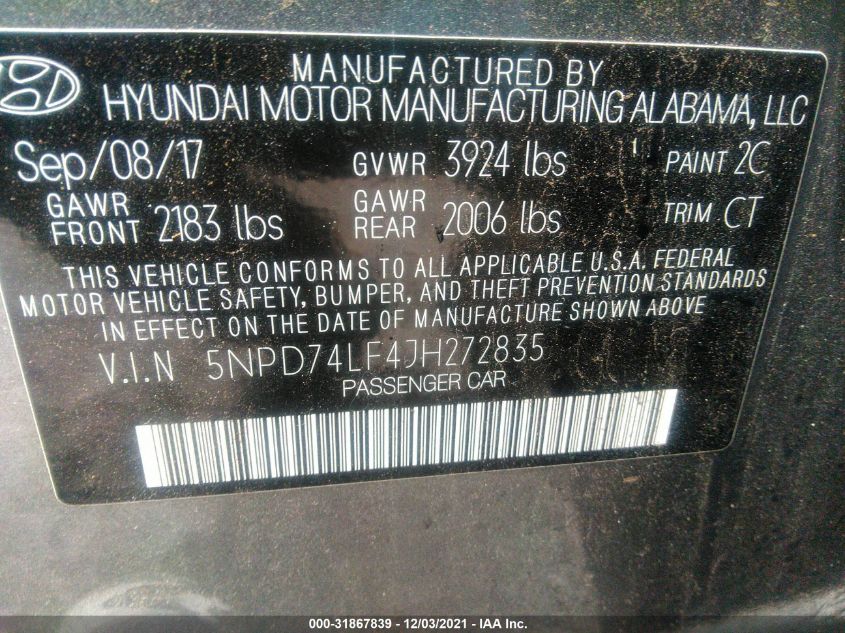 MANUFACTURED BY
HYUNDAI MOTOR MANUFACTURING ALABAMA, LLC
Sep/08/17 GVWR 3924 lbs PAINT 2C
GAWR FRONT 2183 lbs GAWR REAR 2006 lbs TRIM CT
THIS VEHICLE CONFORMS TO ALL APPLICABLE U.S.A. FEDERAL
MOTOR VEHICLE SAFETY, BUMPER, AND THEFT PREVENTION STANDARDS
IN EFFECT ON THE DATE OF MANUFACTURE SHOWN ABOVE
V.I.N 5NPD74LF4JH272835
PASSENGER CAR
000-31867839 - 12/03/2021 - IAA Inc.